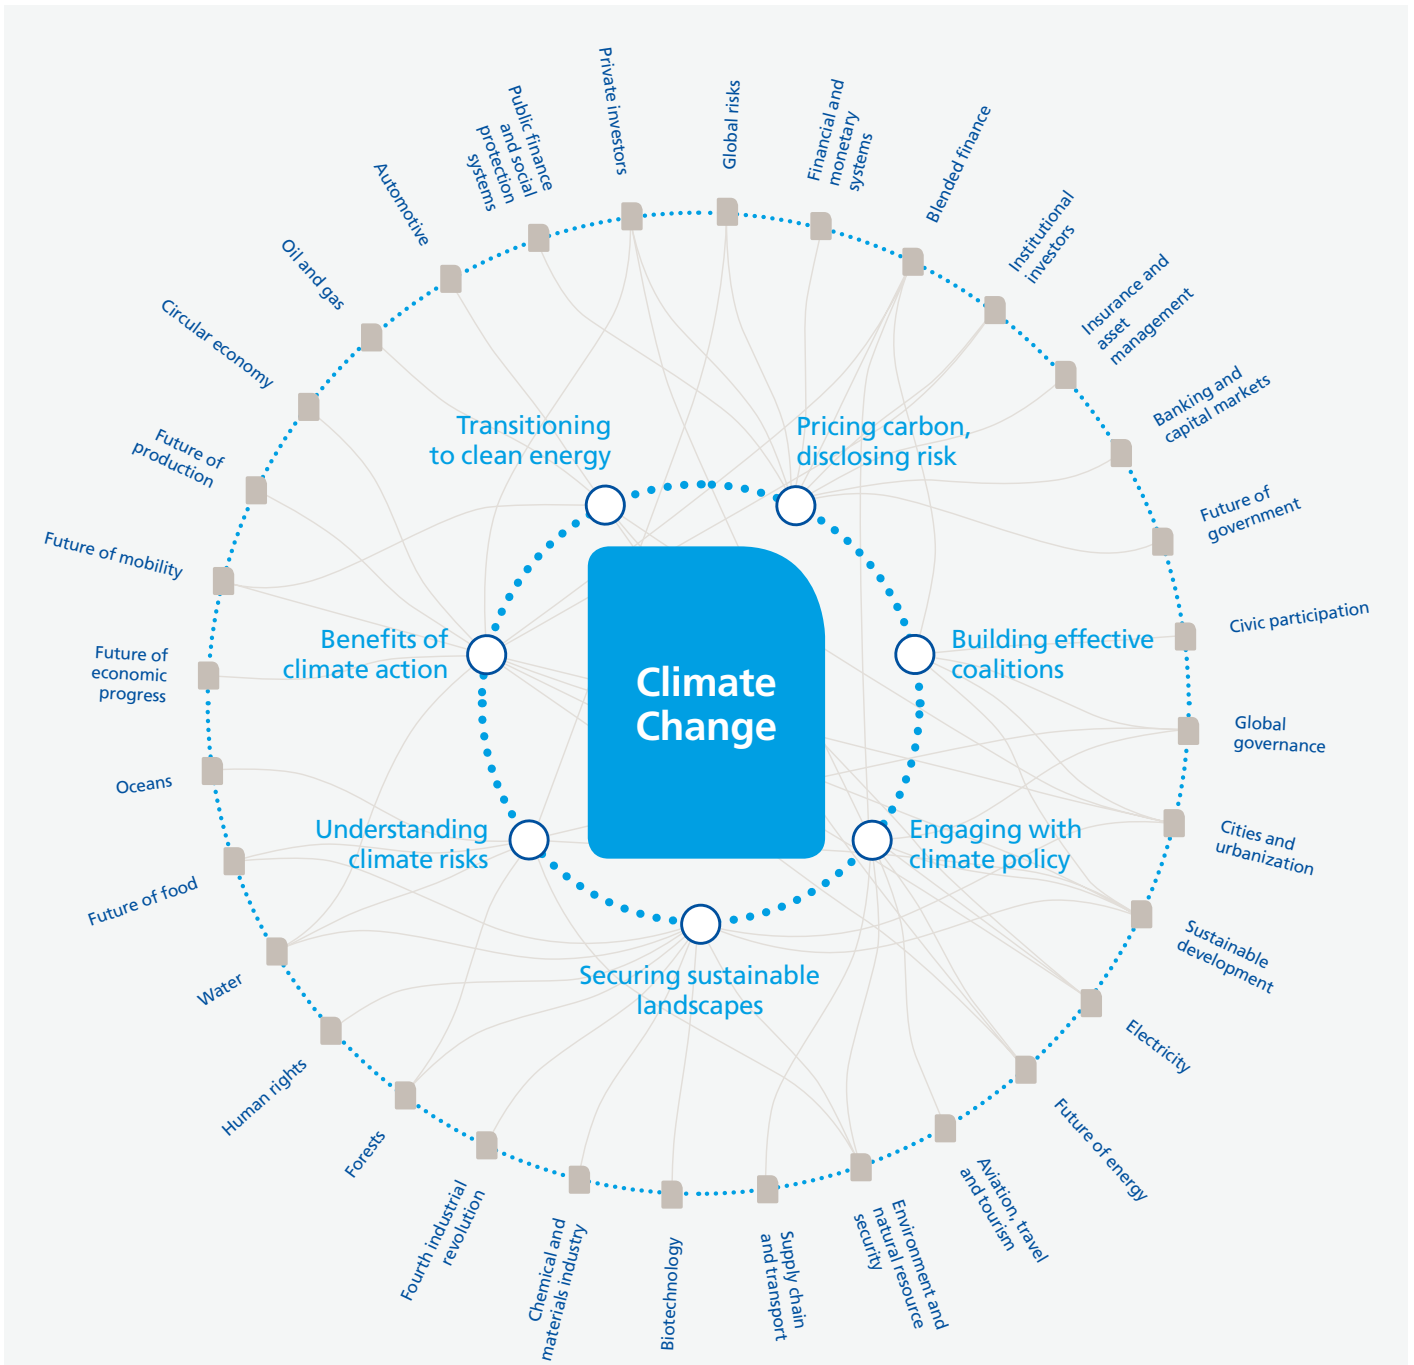 Private investors
Global risks
Financial and
monetary
systems
Blended finance
Institutional
investors
Insurance and
asset
management
Banking and
capital markets
Future of
government
Civic participation
Global
governance
Cities and
urbanization
Sustainable
development
Electricity
Future of energy
Aviation, travel
and tourism
Environment and
natural resource
security
Supply chain
and transport
Biotechnology
Chemical and
materials industry
Fourth industrial
revolution
Forests
Human rights
Water
Future of food
Oceans
Future of
economic
progress
Future of mobility
Future of
production
Circular economy
Oil and gas
Automotive
Public finance
and social
protection
systems
Transitioning
to clean energy
Pricing carbon,
disclosing risk
Benefits of
climate action
Building effective
coalitions
Climate
Change
Understanding
climate risks
Engaging with
climate policy
Securing sustainable
landscapes